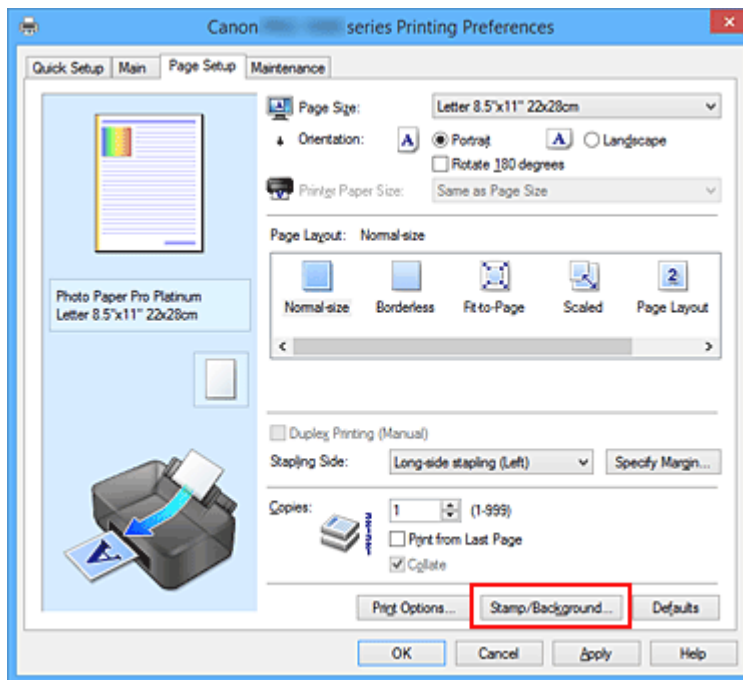 Canon series Printing Preferences
Quick Setup Main Page Setup Maintenance
Page Size: Letter 8.5"x11" 22x28cm
Orientation: A Portrait A Landscape
Rotate 180 degrees
Printer Paper Size: Same as Page Size
Page Layout: Normal-size
2
Normal-size Borderless Fit-to-Page Scaled Page Layout
Photo Paper Pro Platinum
Letter 8.5"x11" 22x28cm
Duplex Printing (Manual)
Stapling Side: Long-side stapling (Left) Specify Margin...
Copies: 1 (1-999)
Print from Last Page
Collate
A
Print Options... Stamp/Background... Defaults
OK Cancel Apply Help